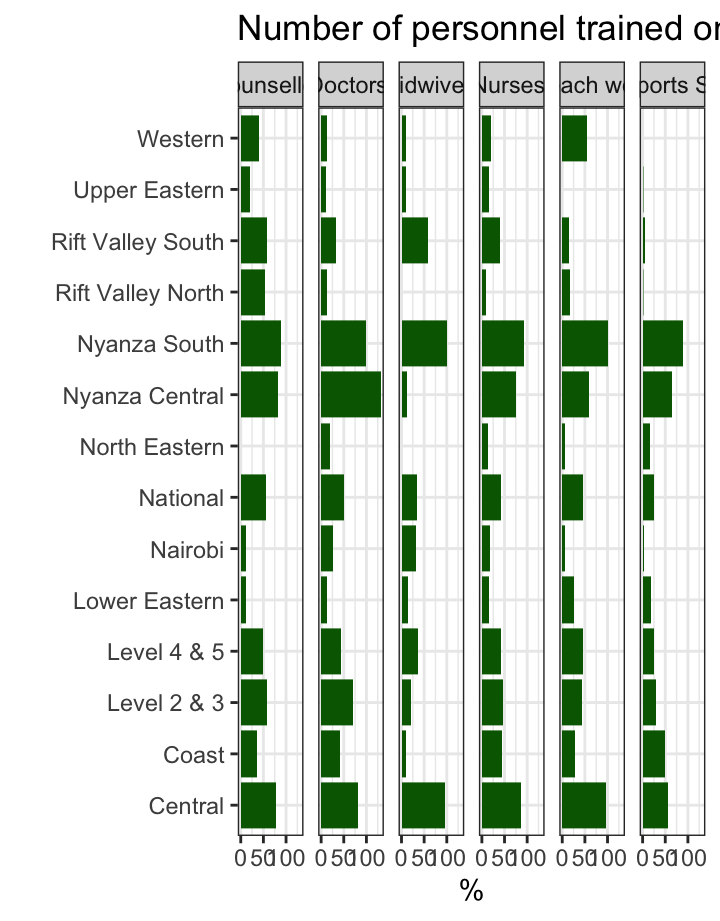 Number of personnel trained or
ounsell Doctors idwive Nurses ach wo ports S
Western
Upper Eastern
Rift Valley South
Rift Valley North
Nyanza South
Nyanza Central
North Eastern
National
Nairobi
Lower Eastern
Level 4 & 5
Level 2 & 3
Coast
Central
0 50 100 0 50 100 0 50 100 0 50 100 0 50 100 0 50 100
%